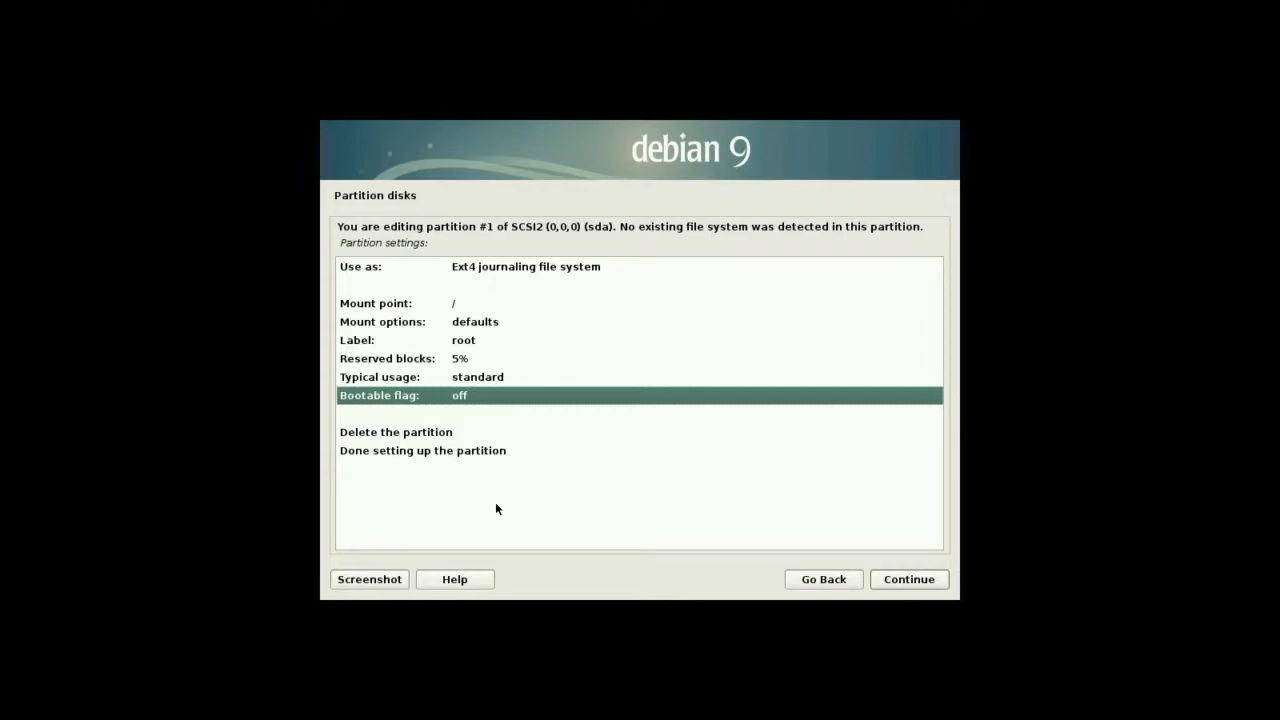 debian 9
Partition disks
You are editing partition #1 of SCSI2 (0,0,0) (sda). No existing file system was detected in this partition.
Partition settings:
Use as: Ext4 journaling file system
Mount point: /
Mount options: defaults
Label: root
Reserved blocks: 5%
Typical usage: standard
Bootable flag: off
Delete the partition
Done setting up the partition
Screenshot Help Go Back Continue